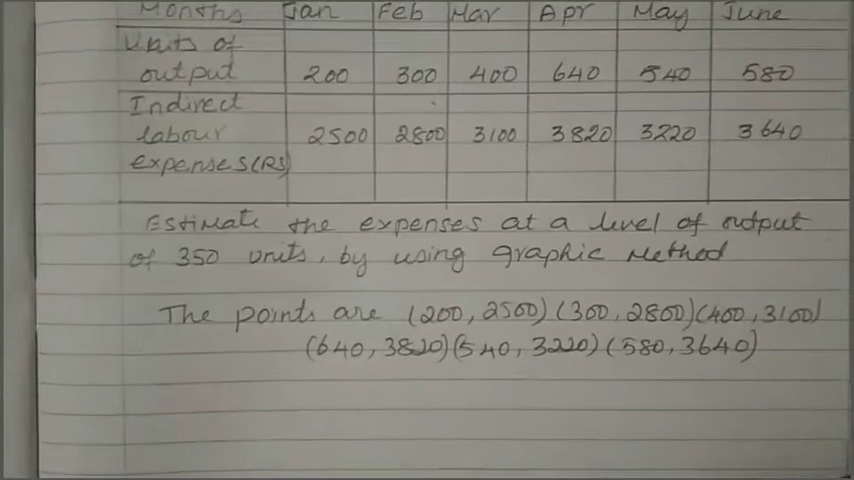 Months Jan Feb Mar Apr May June
Units of
output 200 300 400 640 540 580
Indirect
labour 2500 2800 3100 3820 3220 3640
expenses(Rs)
Estimate the expenses at a level of output
of 350 units, by using graphic Method
The points are (200, 2500) (300, 2800) (400, 3100)
(640, 3820) (540, 3220) (580, 3640)